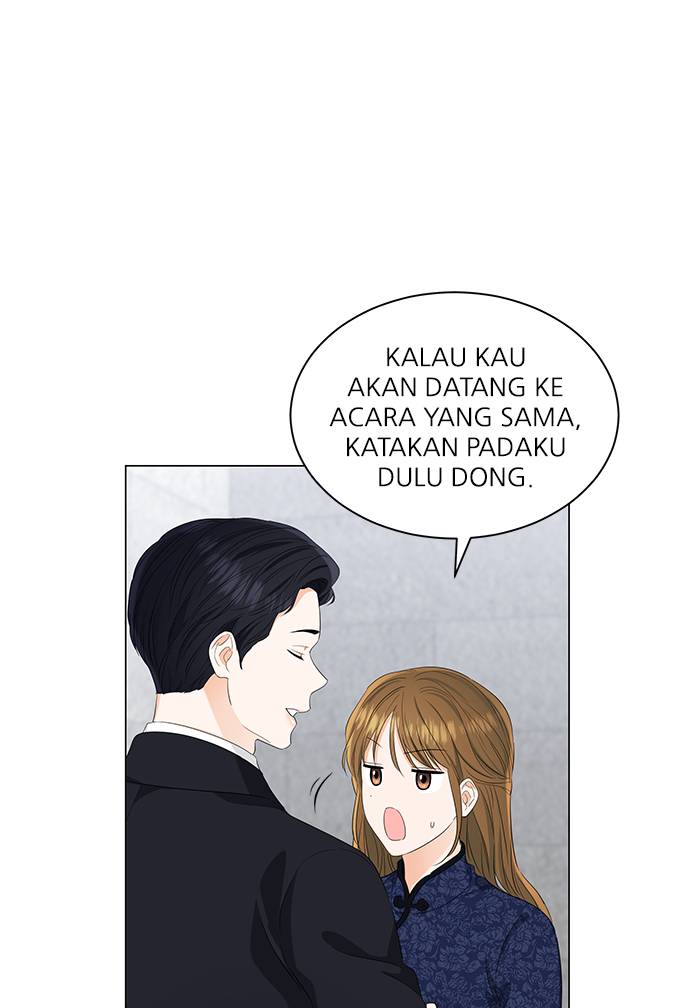 KALAU KAU
AKAN DATANG KE
ACARA YANG SAMA,
KATAKAN PADAKU
DULU DONG.